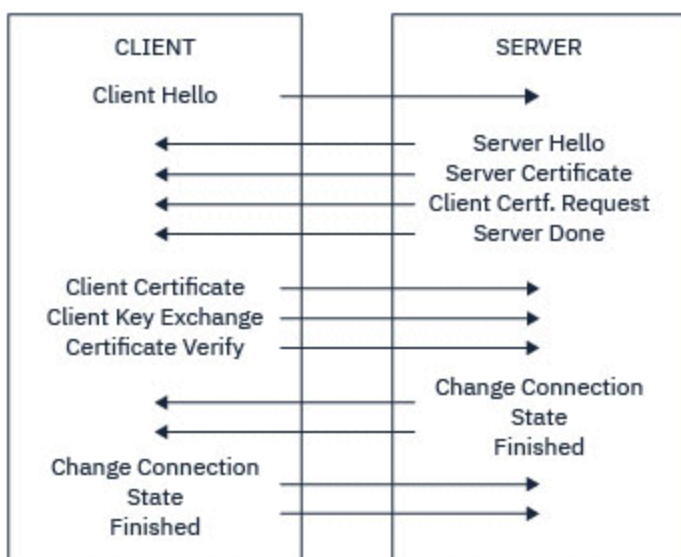 CLIENT
SERVER
Client Hello
Server Hello
Server Certificate
Client Certf. Request
Server Done
Client Certificate
Client Key Exchange
Certificate Verify
Change Connection
State
Finished
Change Connection
State
Finished